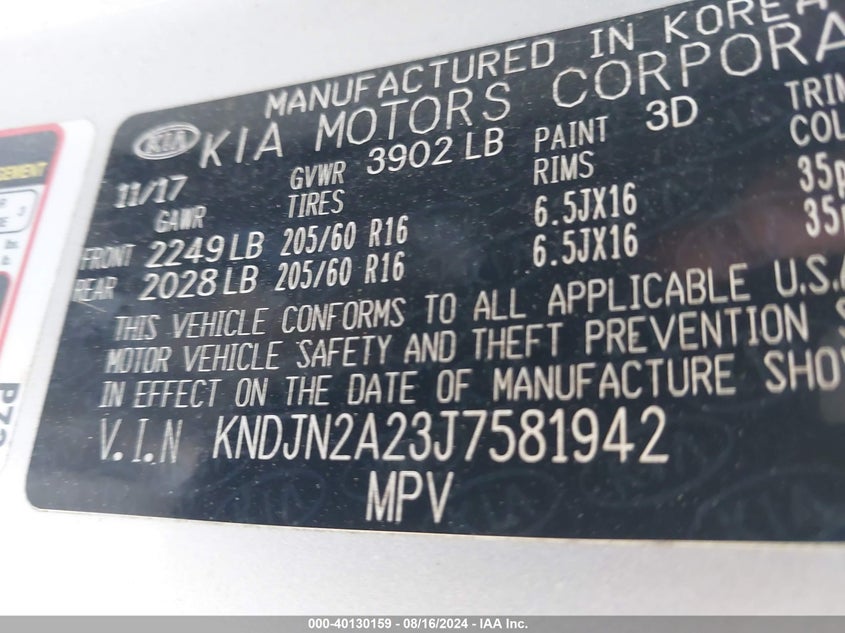 MANUFACTURED IN KOREA
KIA KIA MOTORS CORPORA
11/17 GVWR 3902 LB PAINT 3D TRIM
GAWR TIRES RIMS COL
FRONT 2249 LB 205/60 R16 6.5JX16 35p
REAR 2028 LB 205/60 R16 6.5JX16 35p
THIS VEHICLE CONFORMS TO ALL APPLICABLE U.S.A
MOTOR VEHICLE SAFETY AND THEFT PREVENTION S
IN EFFECT ON THE DATE OF MANUFACTURE SHO
V.I.N KNDJN2A23J7581942
MPV
000-40130159 - 08/16/2024 - IAA Inc.